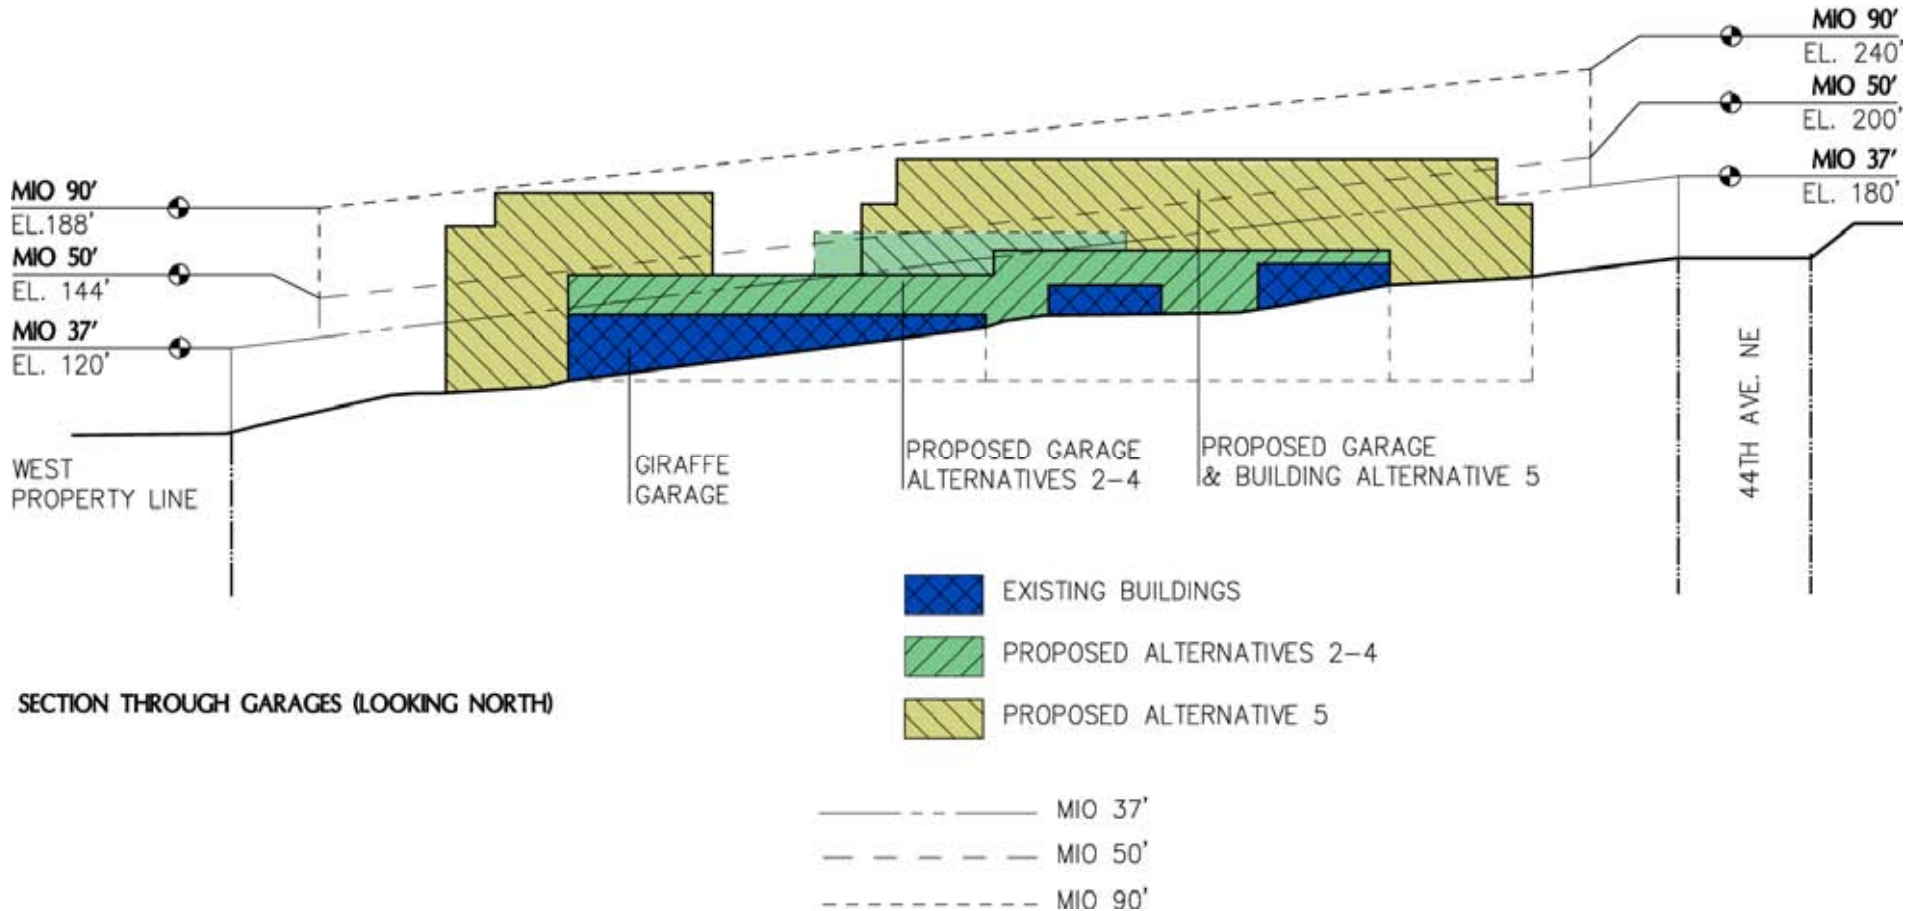 MIO 90'
EL. 240'
MIO 50'
EL. 200'
MIO 37'
EL. 180'
MIO 90'
EL.188'
MIO 50'
EL. 144'
MIO 37'
EL. 120'
WEST
PROPERTY LINE
GIRAFFE
GARAGE
PROPOSED GARAGE
ALTERNATIVES 2-4
PROPOSED GARAGE
& BUILDING ALTERNATIVE 5
44TH AVE. NE
EXISTING BUILDINGS
PROPOSED ALTERNATIVES 2-4
PROPOSED ALTERNATIVE 5
SECTION THROUGH GARAGES (LOOKING NORTH)
MIO 37'
MIO 50'
MIO 90'